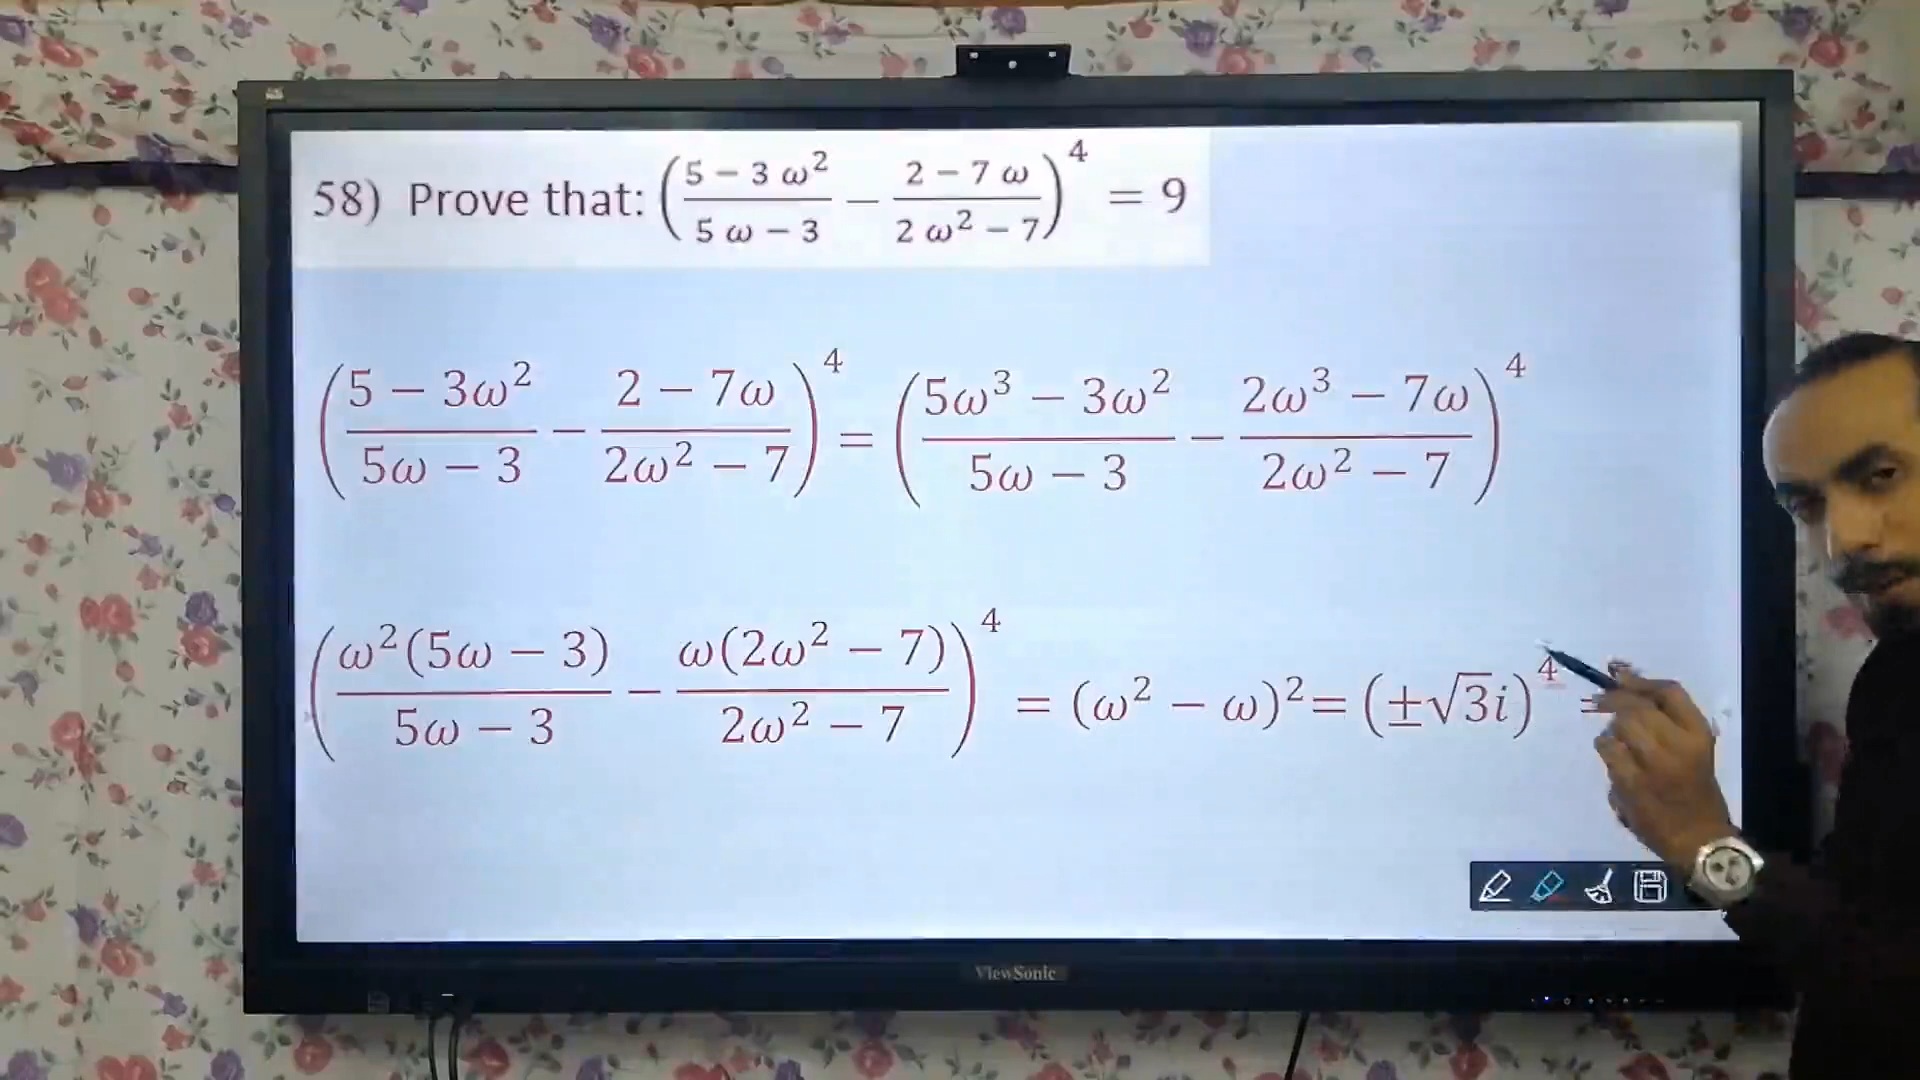 58) Prove that: ((5 − 3 ω²)/(5 ω − 3) − (2 − 7 ω)/(2 ω² − 7))⁴ = 9
((5 − 3ω²)/(5ω − 3) − (2 − 7ω)/(2ω² − 7))⁴ = ((5ω³ − 3ω²)/(5ω − 3) − (2ω³ − 7ω)/(2ω² − 7))⁴
((ω²(5ω − 3))/(5ω − 3) − (ω(2ω² − 7))/(2ω² − 7))⁴ = (ω² − ω)² = (±√3i)⁴ =
ViewSonic